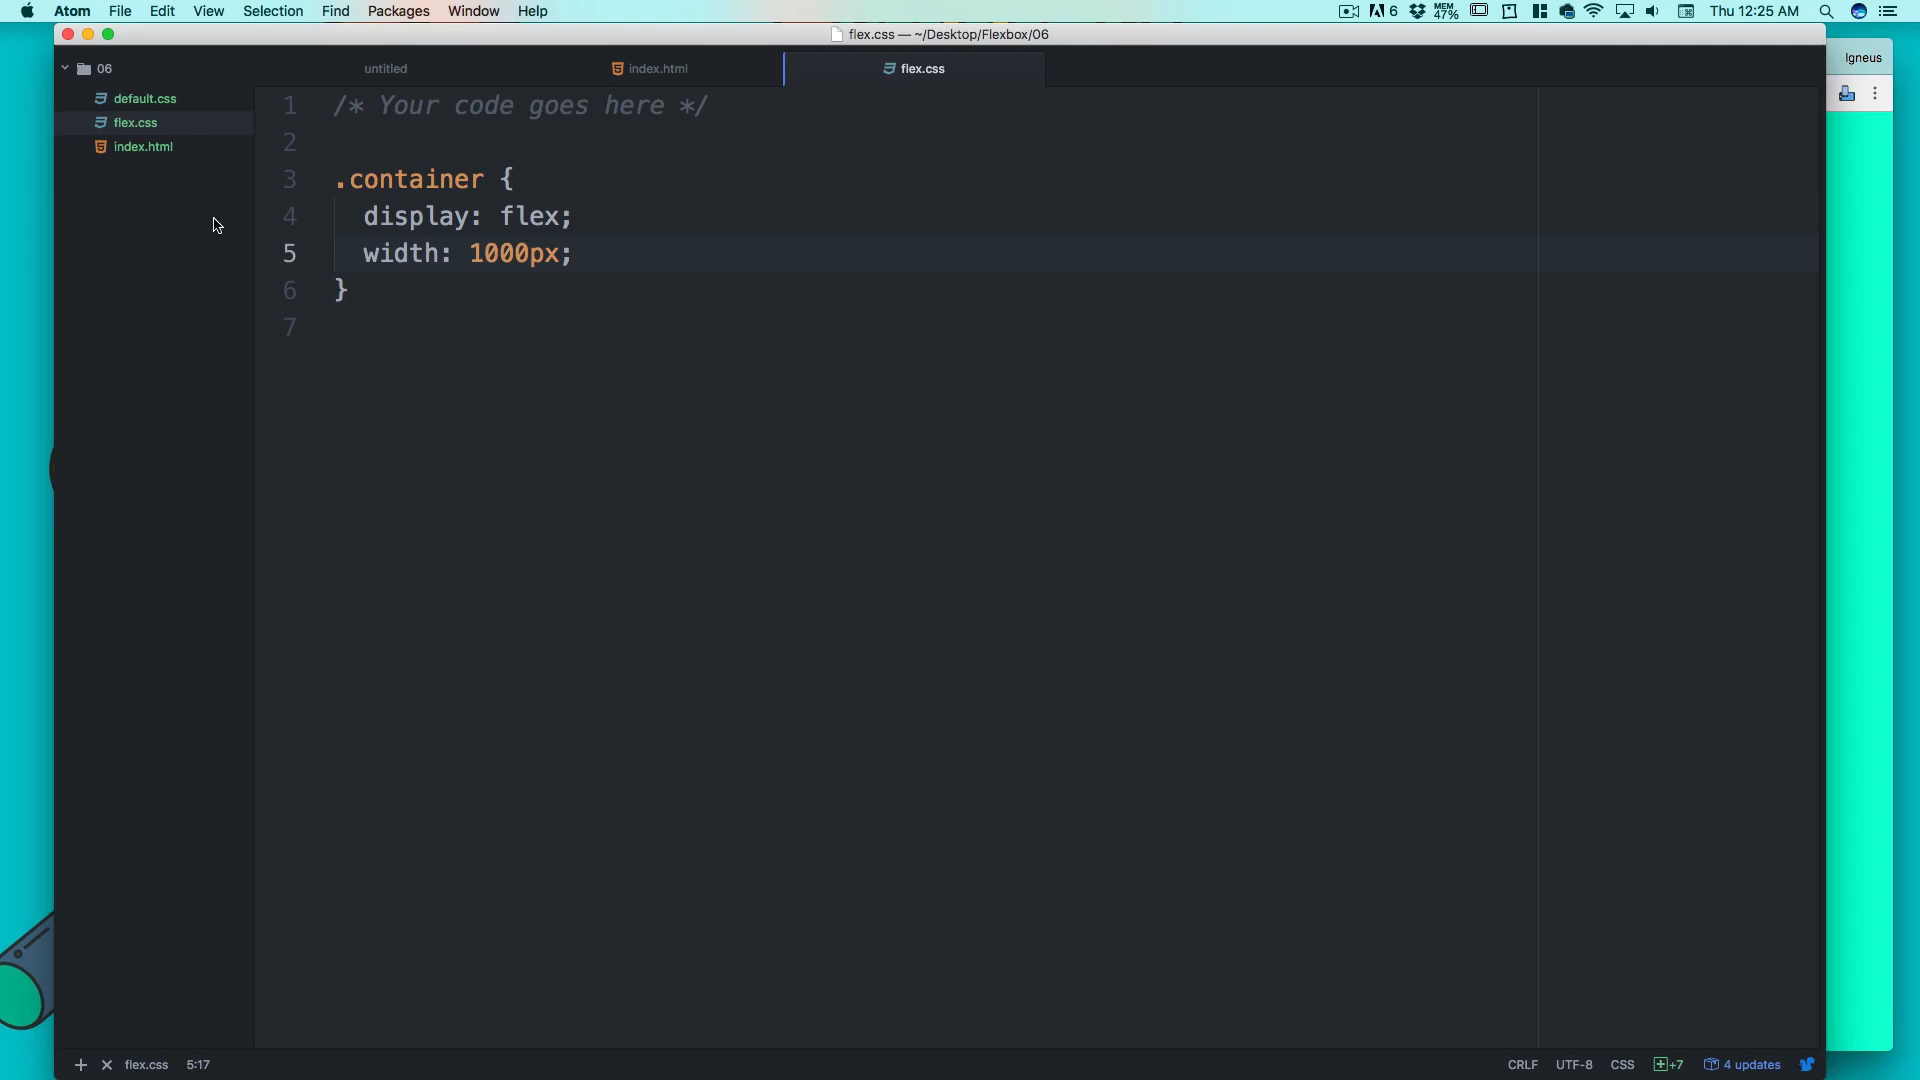 Atom File Edit View Selection Find Packages Window Help 6 MEM 47% Thu 12:25 AM
flex.css — ~/Desktop/Flexbox/06
Igneus
06
untitled index.html flex.css
default.css
flex.css
index.html
1 /* Your code goes here */
2
3 .container {
4 display: flex;
5 width: 1000px;
6 }
7
flex.css 5:17 CRLF UTF-8 CSS +7 4 updates